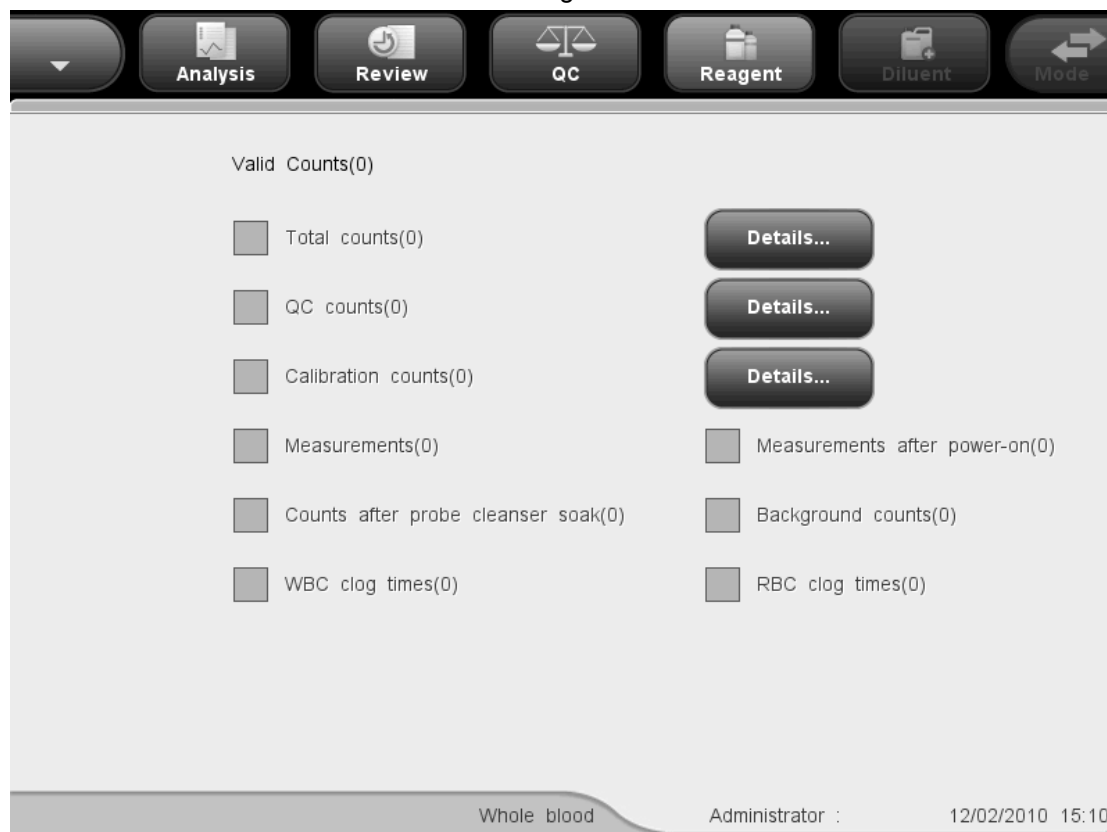 Analysis Review QC Reagent Diluent Mode
Valid Counts(0)
Total counts(0) Details...
QC counts(0) Details...
Calibration counts(0) Details...
Measurements(0) Measurements after power-on(0)
Counts after probe cleanser soak(0) Background counts(0)
WBC clog times(0) RBC clog times(0)
Whole blood Administrator : 12/02/2010 15:10